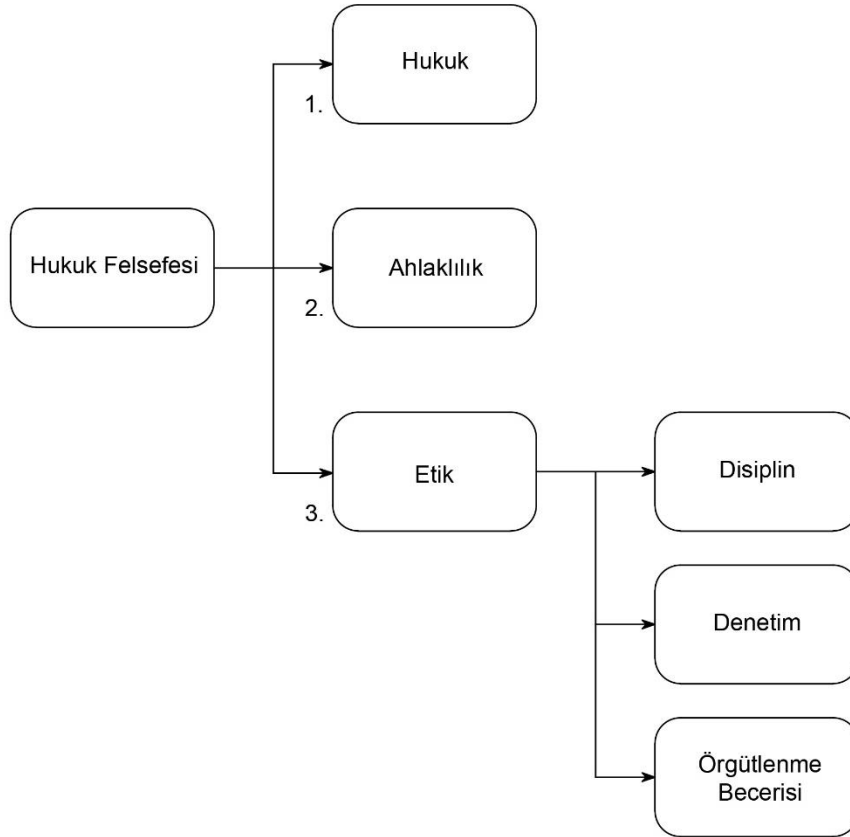 Hukuk
1.
Hukuk Felsefesi
Ahlaklılık
2.
Etik
3.
Disiplin
Denetim
Örgütlenme
Becerisi